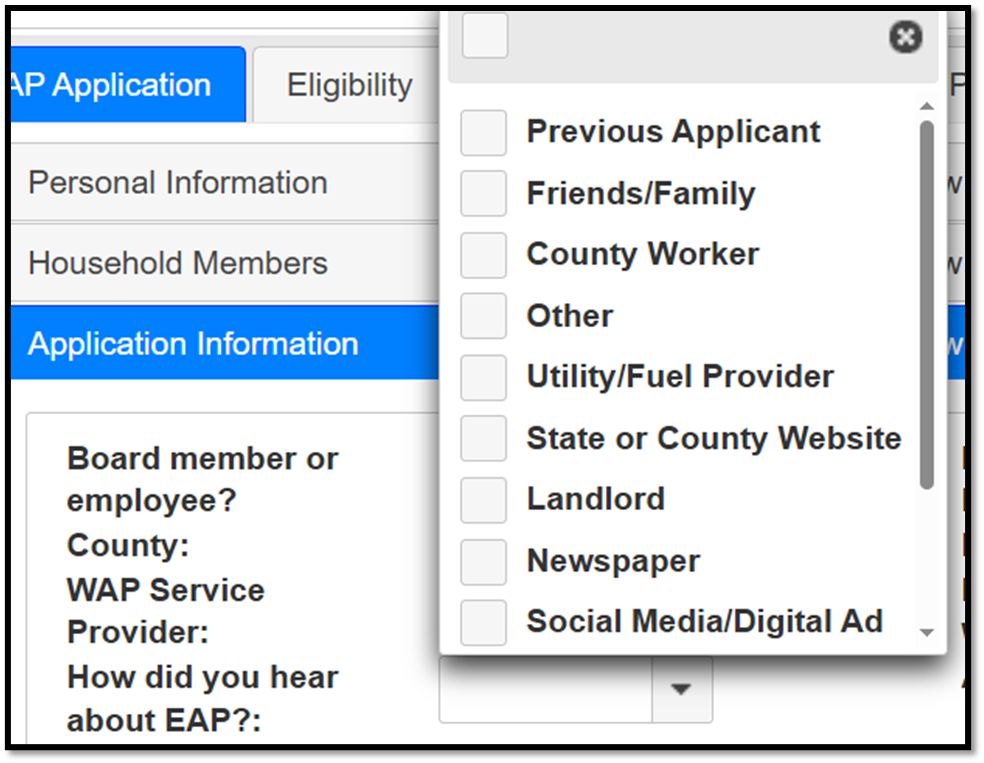 AP Application
Eligibility
Personal Information
Household Members
Application Information
Board member or
employee?
County:
WAP Service
Provider:
How did you hear
about EAP?:
Previous Applicant
Friends/Family
County Worker
Other
Utility/Fuel Provider
State or County Website
Landlord
Newspaper
Social Media/Digital Ad